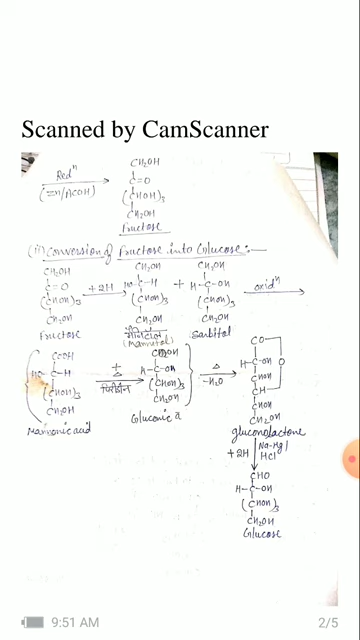 Scanned by CamScanner
Redⁿ
(Zn/ACOH)
CH₂OH
C=O
(CHOH)₃
CH₂OH
Fructose
(ii) Conversion of Fructose into Glucose:-
CH₂OH
C=O
(CHOH)₃
CH₂OH
Fructose
+2H
CH₂OH
HO-C-H
(CHOH)₃
CH₂OH
(Mannitol)
+
CH₂OH
H-C-OH
(CHOH)₃
CH₂OH
Sarbitol
oxidⁿ
COOH
HO-C-H
(CHOH)₃
CH₂OH
Mannonic acid
+
Δ
पिरीडीन
COOH
H-C-OH
(CHOH)₃
CH₂OH
Gluconic a
Δ
-H₂O
CO
H-C-OH O
CHOH
CH
CHOH
CH₂OH
gluconolactone
+2H
Na-Hg/
HCl
CHO
H-C-OH
(CHOH)₃
CH₂OH
Glucose
9:51 AM
2/5